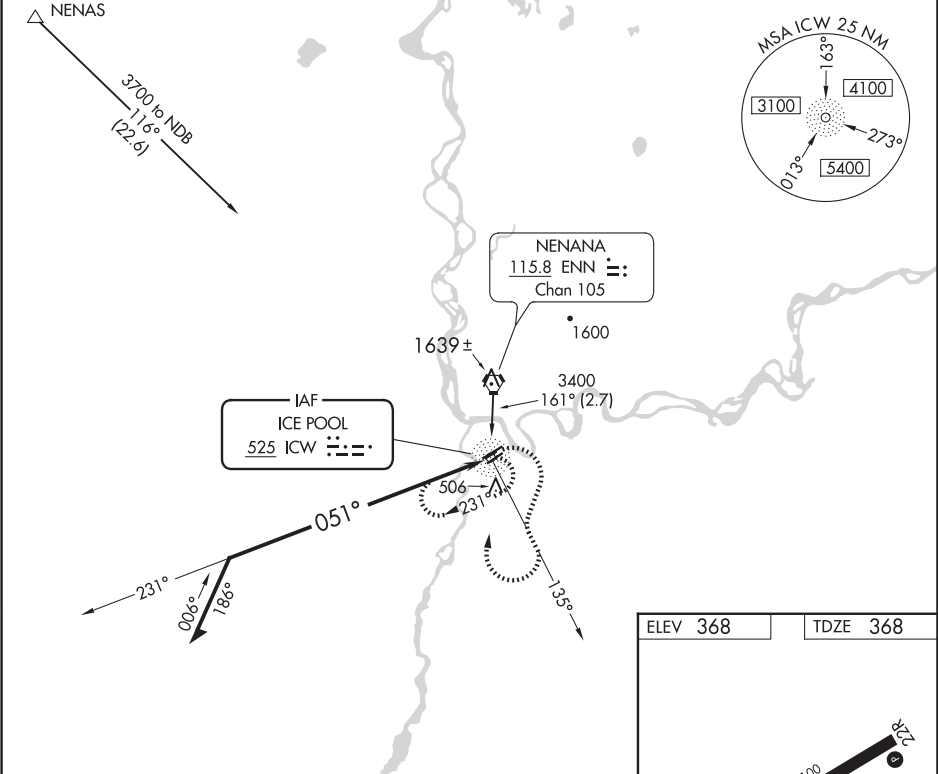 NENAS
3700 to NDB
116°
(22.6)
MSA ICW 25 NM
163°
3100
4100
273°
013°
5400
NENANA
115.8 ENN
Chan 105
1600
1639 ±
3400
161° (2.7)
IAF
ICE POOL
525 ICW
506
231°
051°
231°
006°
186°
135°
ELEV 368
TDZE 368
22R
P